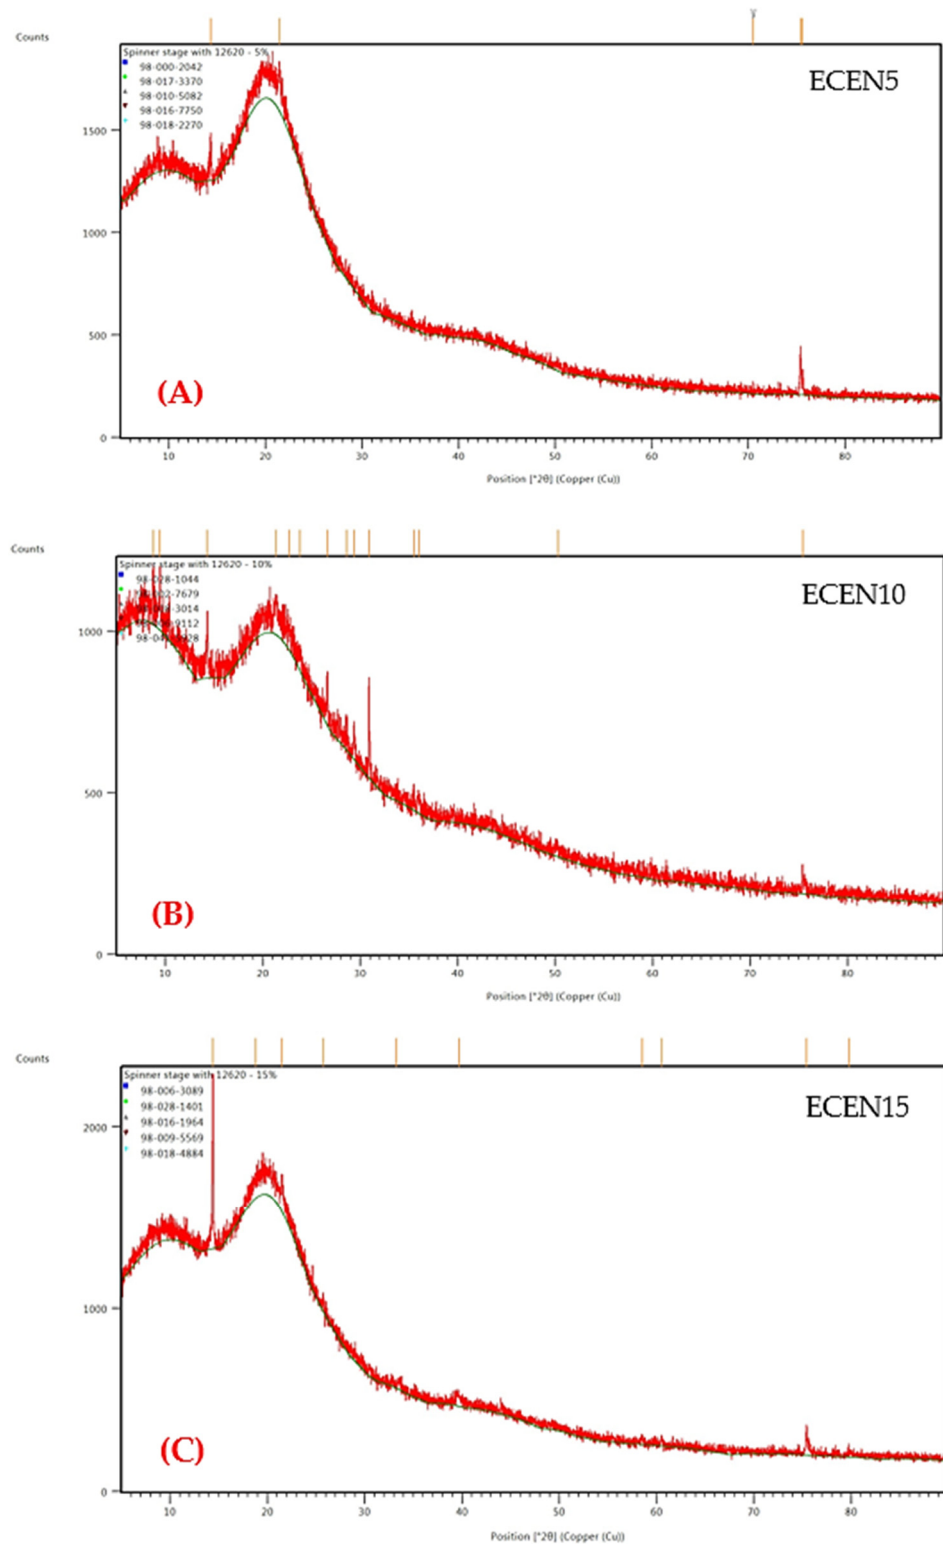 Counts
Spinner stage with 12620 - 5%
98-000-2042
98-017-3370
98-010-5082
98-016-7750
98-018-2270
ECEN5
1500
1000
500
0
(A)
10 20 30 40 50 60 70 80
Position [°2θ] (Copper (Cu))
Counts
Spinner stage with 12620 - 10%
98-028-1044
ECEN10
1000
500
0
(B)
10 20 30 40 50 60 70 80
Position [°2θ] (Copper (Cu))
Counts
Spinner stage with 12620 - 15%
98-006-3089
98-028-1401
98-016-1964
98-009-5569
98-018-4884
ECEN15
2000
1000
0
(C)
10 20 30 40 50 60 70 80
Position [°2θ] (Copper (Cu))